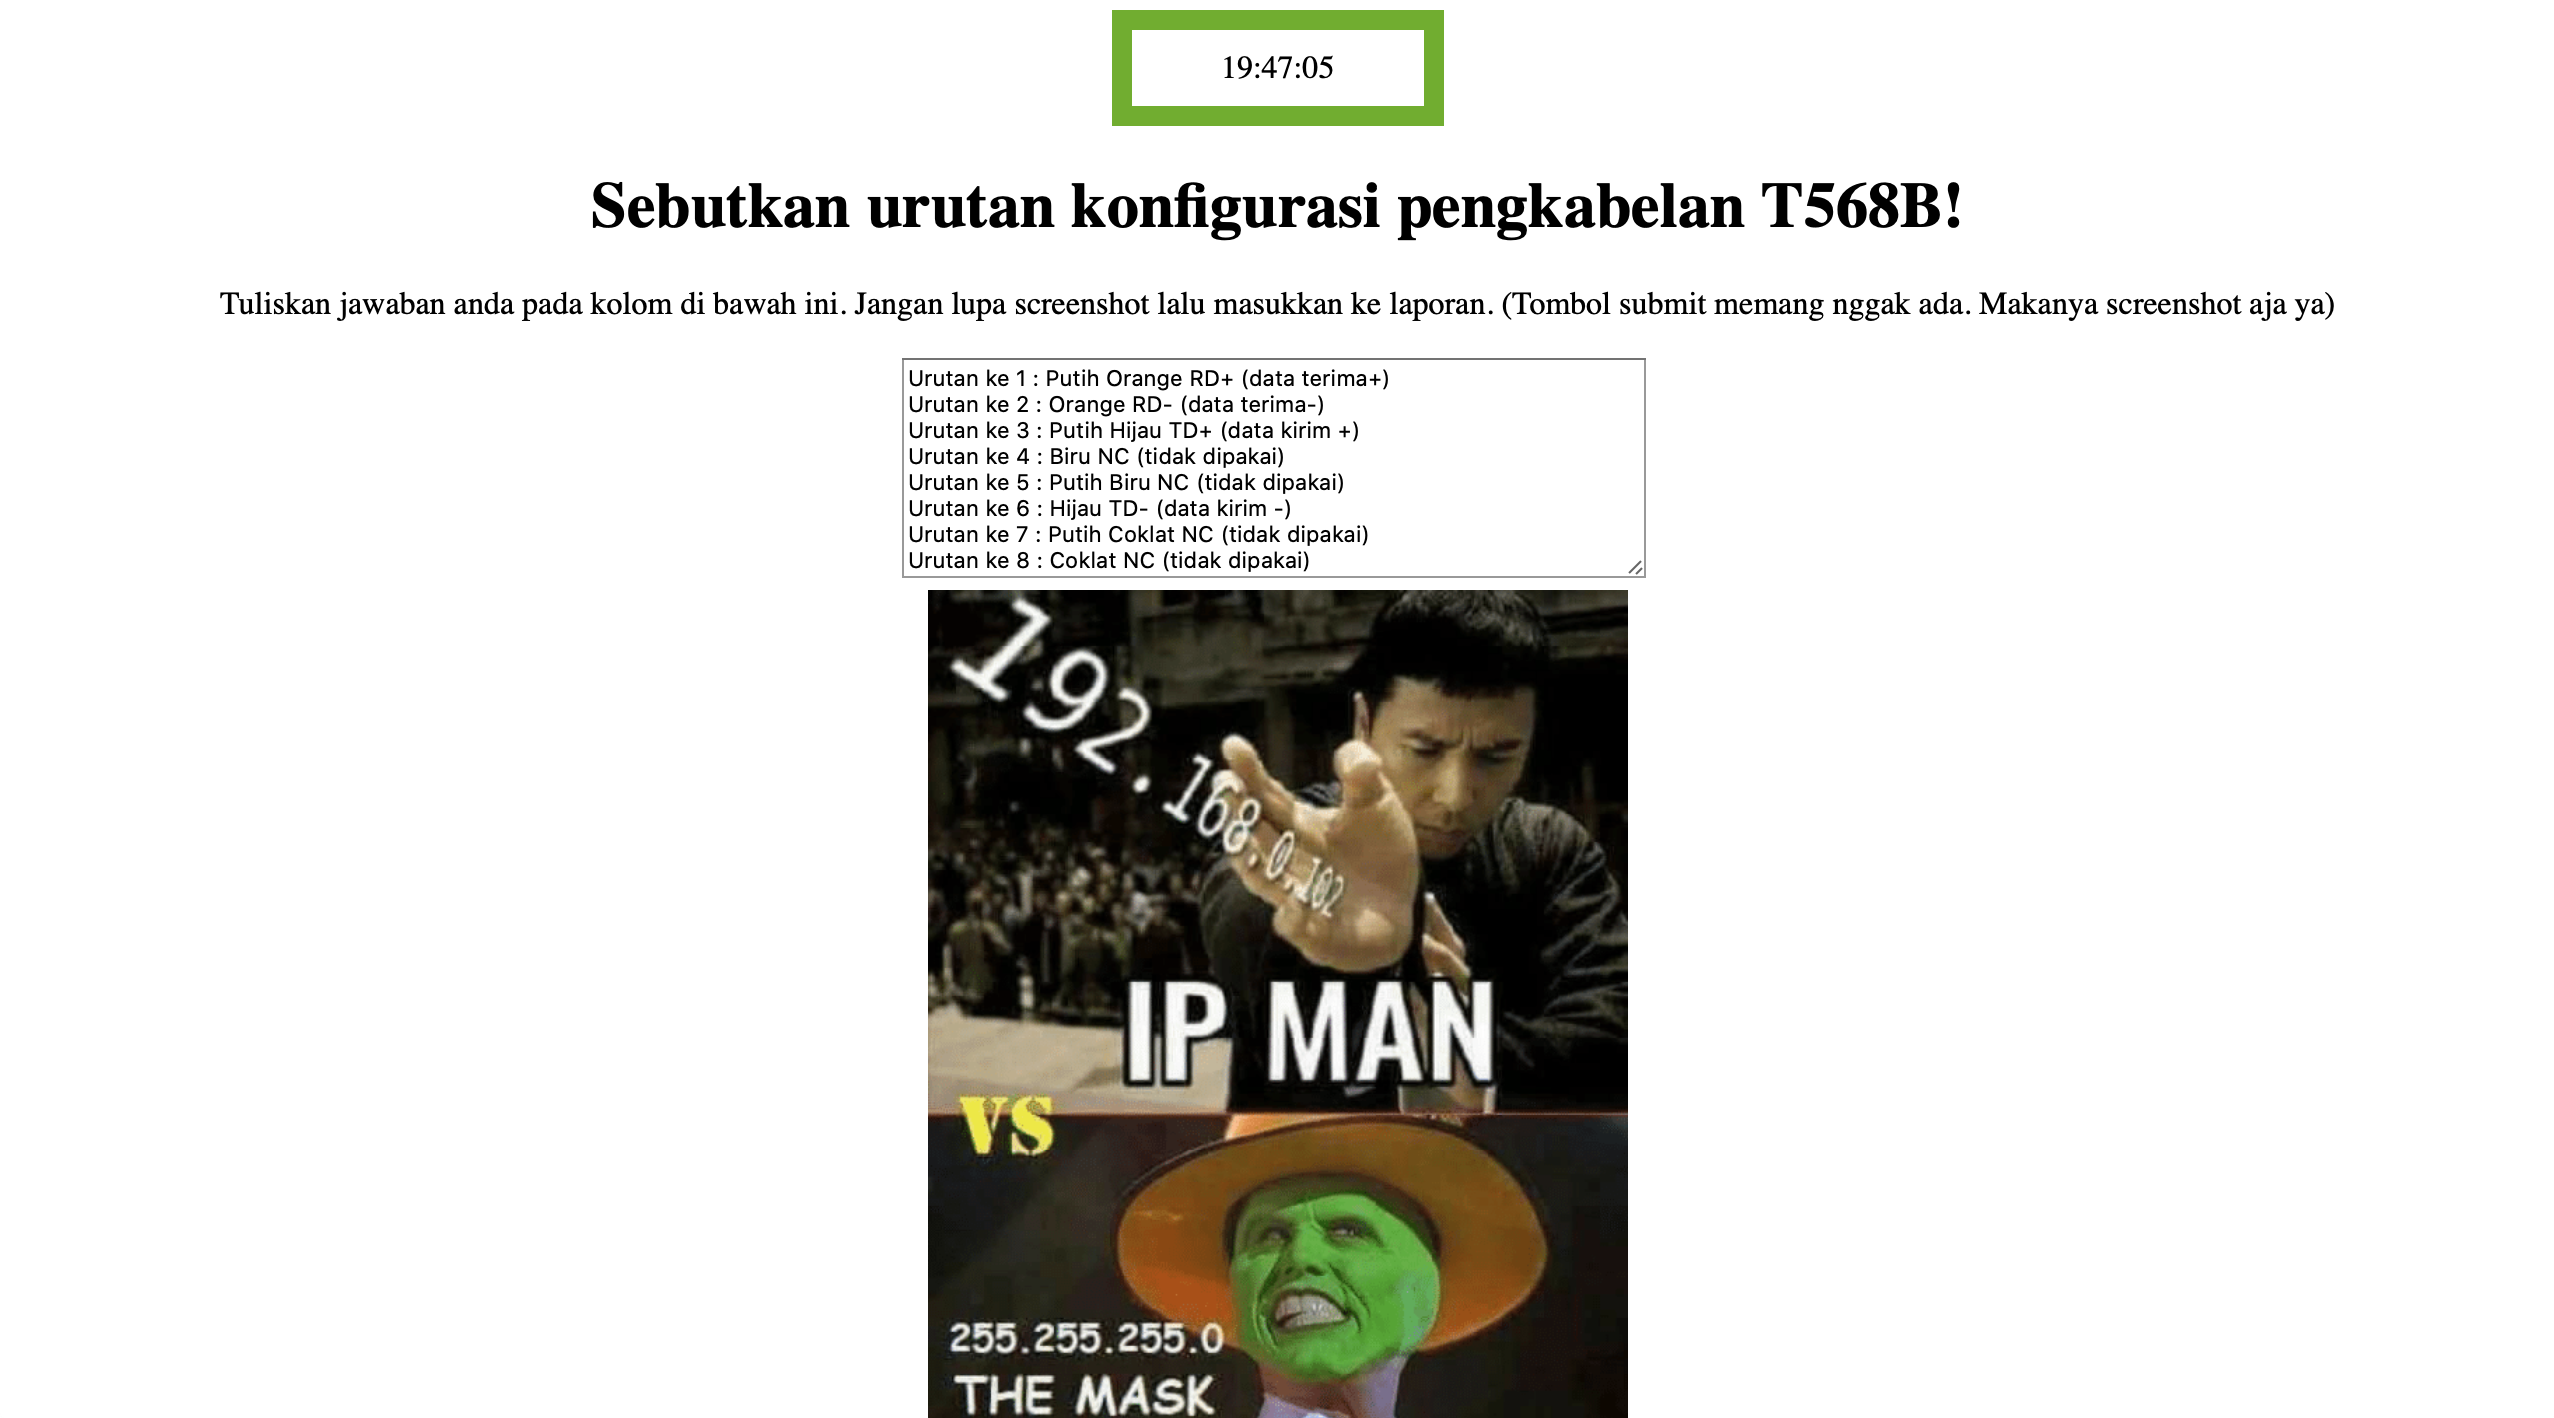 19:47:05
Sebutkan urutan konfigurasi pengkabelan T568B!
Tuliskan jawaban anda pada kolom di bawah ini. Jangan lupa screenshot lalu masukkan ke laporan. (Tombol submit memang nggak ada. Makanya screenshot aja ya)
Urutan ke 1 : Putih Orange RD+ (data terima+)
Urutan ke 2 : Orange RD- (data terima-)
Urutan ke 3 : Putih Hijau TD+ (data kirim +)
Urutan ke 4 : Biru NC (tidak dipakai)
Urutan ke 5 : Putih Biru NC (tidak dipakai)
Urutan ke 6 : Hijau TD- (data kirim -)
Urutan ke 7 : Putih Coklat NC (tidak dipakai)
Urutan ke 8 : Coklat NC (tidak dipakai)
192.168.0.102
IP MAN
VS
255.255.255.0
THE MASK